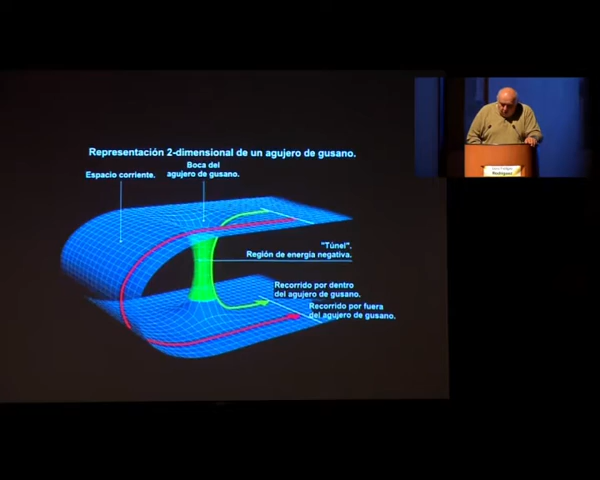 Representación 2-dimensional de un agujero de gusano.
Boca del
agujero de gusano.
Espacio corriente.
"Túnel".
Región de energía negativa.
Recorrido por dentro
del agujero de gusano.
Recorrido por fuera
del agujero de gusano.
Rodríguez